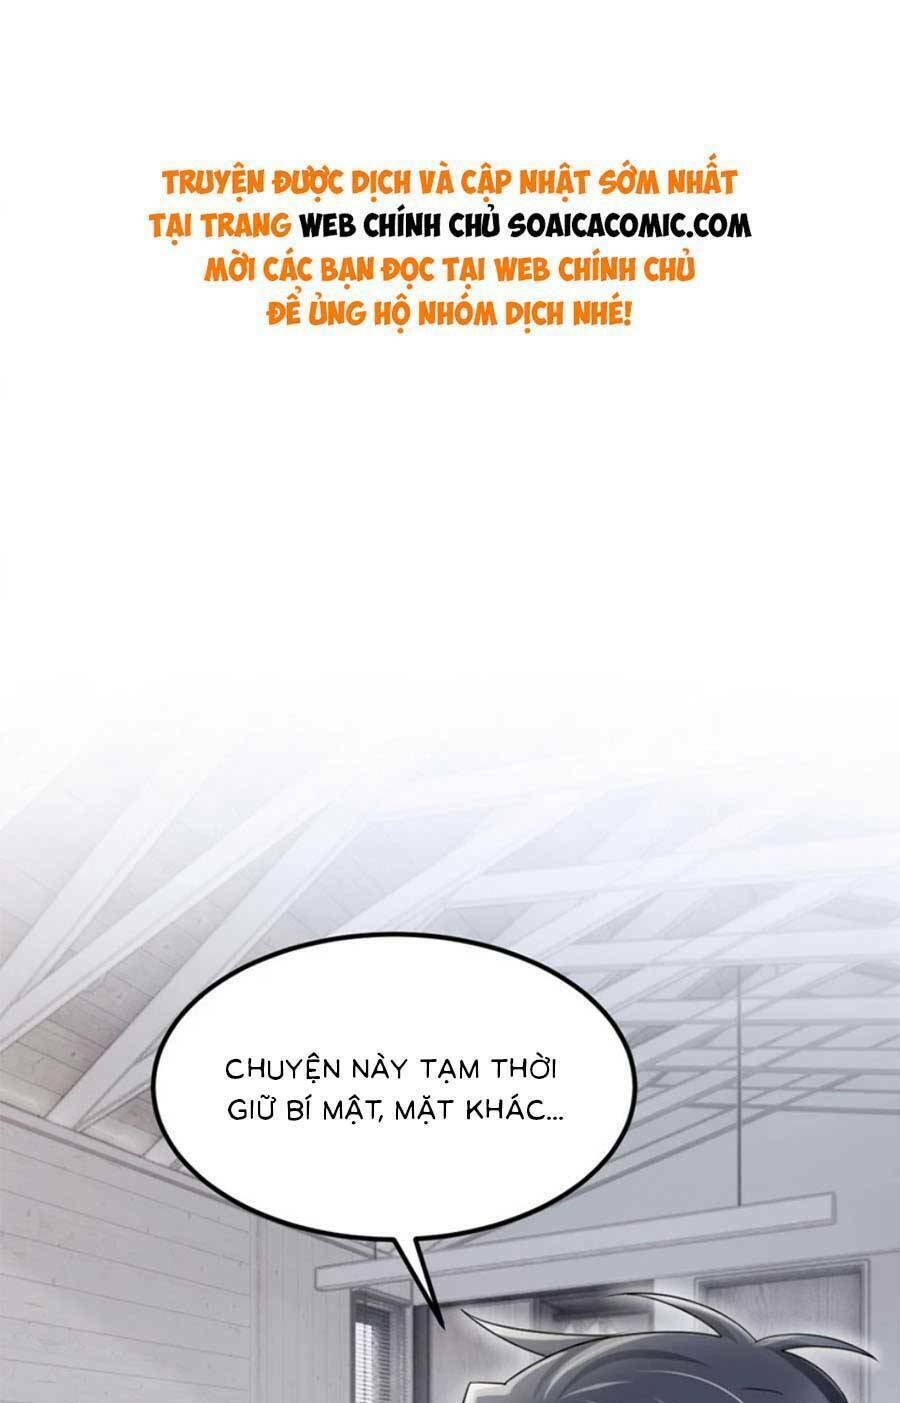 TRUYỆN ĐƯỢC DỊCH VÀ CẬP NHẬT SỚM NHẤT
TẠI TRANG WEB CHÍNH CHỦ SOAICACOMIC.COM
MỜI CÁC BẠN ĐỌC TẠI WEB CHÍNH CHỦ
ĐỂ ỦNG HỘ NHÓM DỊCH NHÉ!
CHUYỆN NÀY TẠM THỜI
GIỮ BÍ MẬT, MẶT KHÁC...